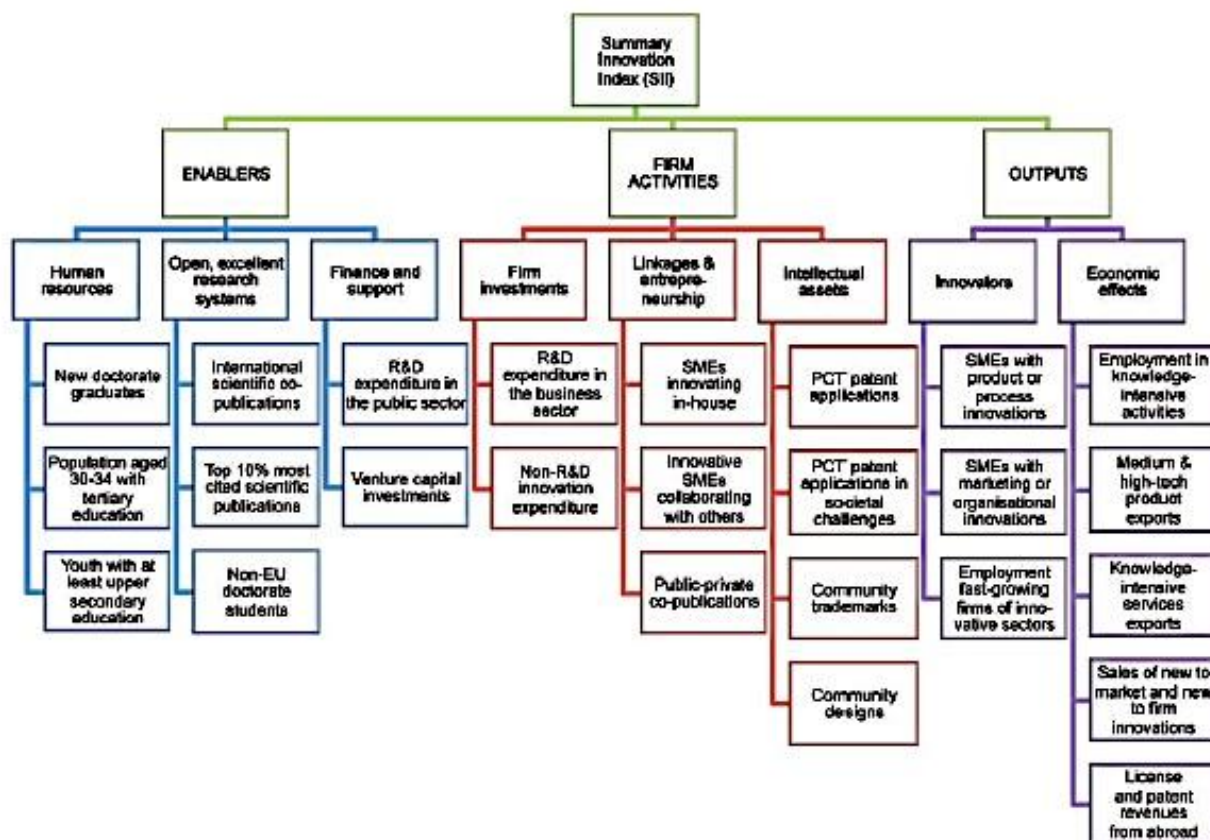 Summary
Innovation
Index (SII)
ENABLERS
FIRM
ACTIVITIES
OUTPUTS
Human
resources
Open, excellent
research
systems
Finance and
support
Firm
investments
Linkages &
entrepre-
neurship
Intellectual
assets
Innovators
Economic
effects
New doctorate
graduates
International
scientific co-
publications
R&D
expenditure in
the public sector
R&D
expenditure in
the business
sector
SMEs
innovating
in-house
PCT patent
applications
SMEs with
product or
process
innovations
Employment in
knowledge-
intensive
activities
Population aged
30-34 with
tertiary
education
Top 10% most
cited scientific
publications
Venture capital
investments
Non-R&D
innovation
expenditure
Innovative
SMEs
collaborating
with others
PCT patent
applications in
societal
challenges
SMEs with
marketing or
organisational
innovations
Medium &
high-tech
product
exports
Youth with at
least upper
secondary
education
Non-EU
doctorate
students
Public-private
co-publications
Community
trademarks
Employment
fast-growing
firms of inno-
vative sectors
Knowledge-
intensive
services
exports
Community
designs
Sales of new to
market and new
to firm
innovations
License
and patent
revenues
from abroad